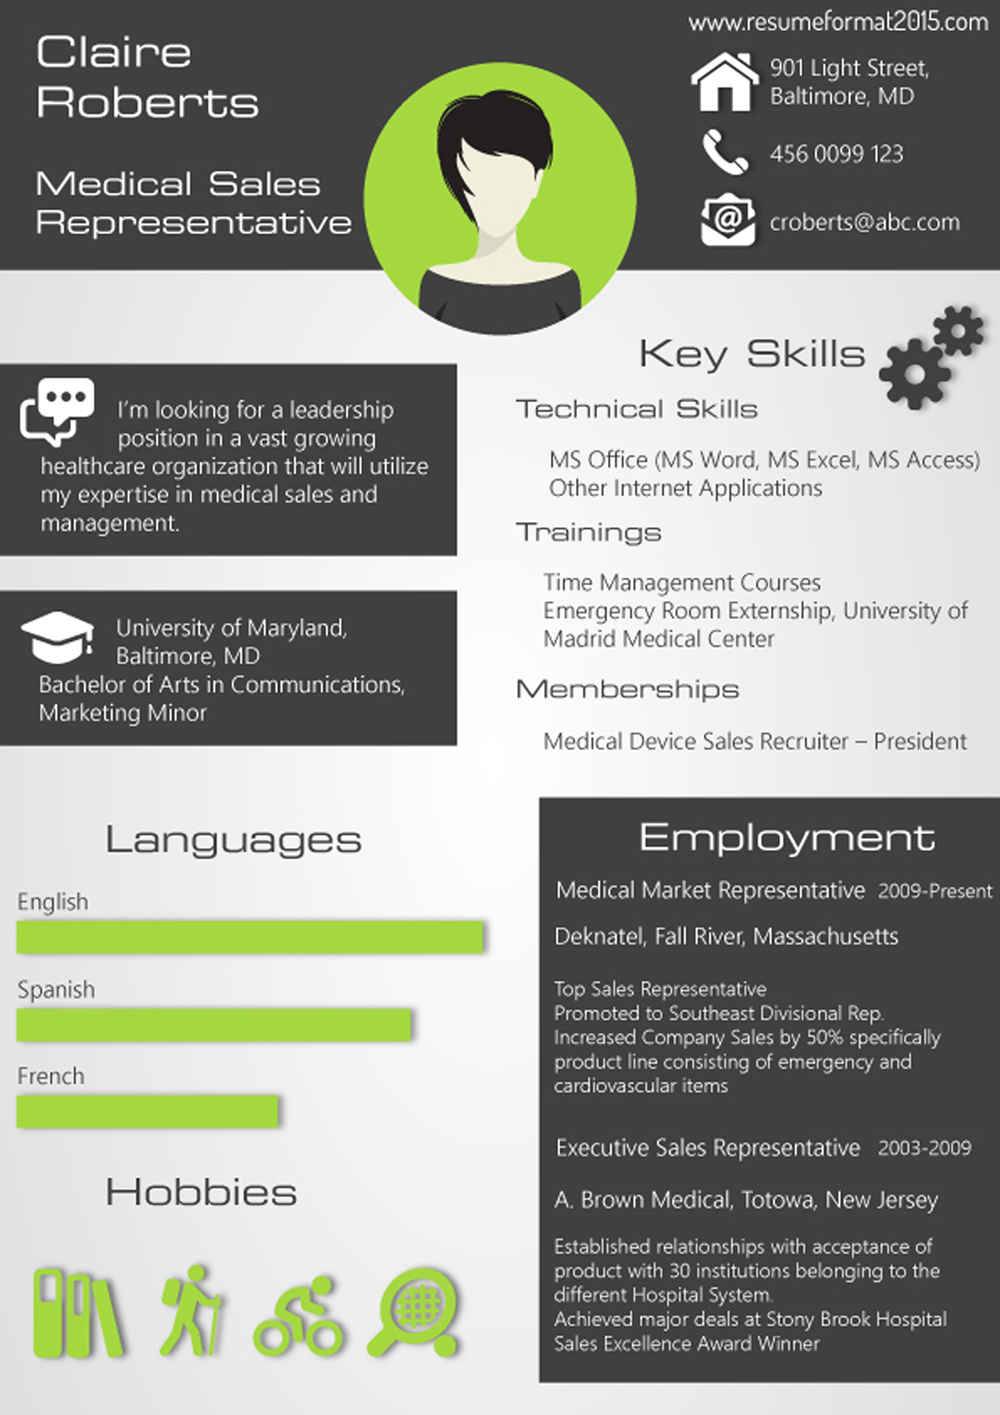 Claire
Roberts
Medical Sales
Representative
www.resumeformat2015.com
901 Light Street,
Baltimore, MD
456 0099 123
croberts@abc.com
I'm looking for a leadership
position in a vast growing
healthcare organization that will utilize
my expertise in medical sales and
management.
University of Maryland,
Baltimore, MD
Bachelor of Arts in Communications,
Marketing Minor
Key Skills
Technical Skills
MS Office (MS Word, MS Excel, MS Access)
Other Internet Applications
Trainings
Time Management Courses
Emergency Room Externship, University of
Madrid Medical Center
Memberships
Medical Device Sales Recruiter – President
Languages
English
Spanish
French
Hobbies
Employment
Medical Market Representative 2009-Present
Deknatel, Fall River, Massachusetts
Top Sales Representative
Promoted to Southeast Divisional Rep.
Increased Company Sales by 50% specifically
product line consisting of emergency and
cardiovascular items
Executive Sales Representative 2003-2009
A. Brown Medical, Totowa, New Jersey
Established relationships with acceptance of
product with 30 institutions belonging to the
different Hospital System.
Achieved major deals at Stony Brook Hospital
Sales Excellence Award Winner